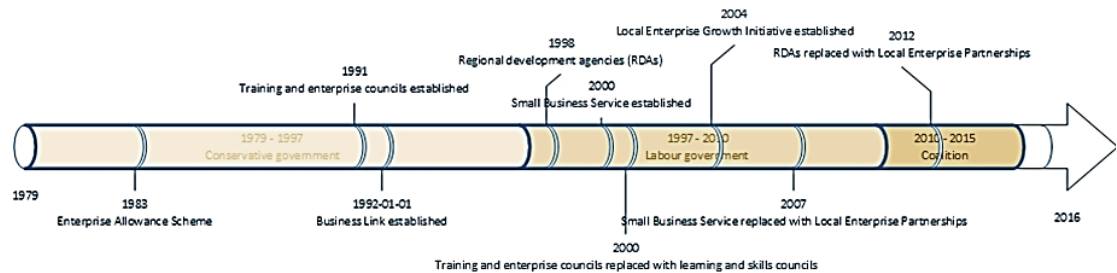 2004
Local Enterprise Growth Initiative established
1998
Regional development agencies (RDAs)
2012
RDAs replaced with Local Enterprise Partnerships
1991
Training and enterprise councils established
2000
Small Business Service established
1979 - 1997
Conservative government
1997 - 2010
Labour government
2010 - 2015
Coalition
1979
1983
Enterprise Allowance Scheme
1992-01-01
Business Link established
2007
Small Business Service replaced with Local Enterprise Partnerships
2016
2000
Training and enterprise councils replaced with learning and skills councils